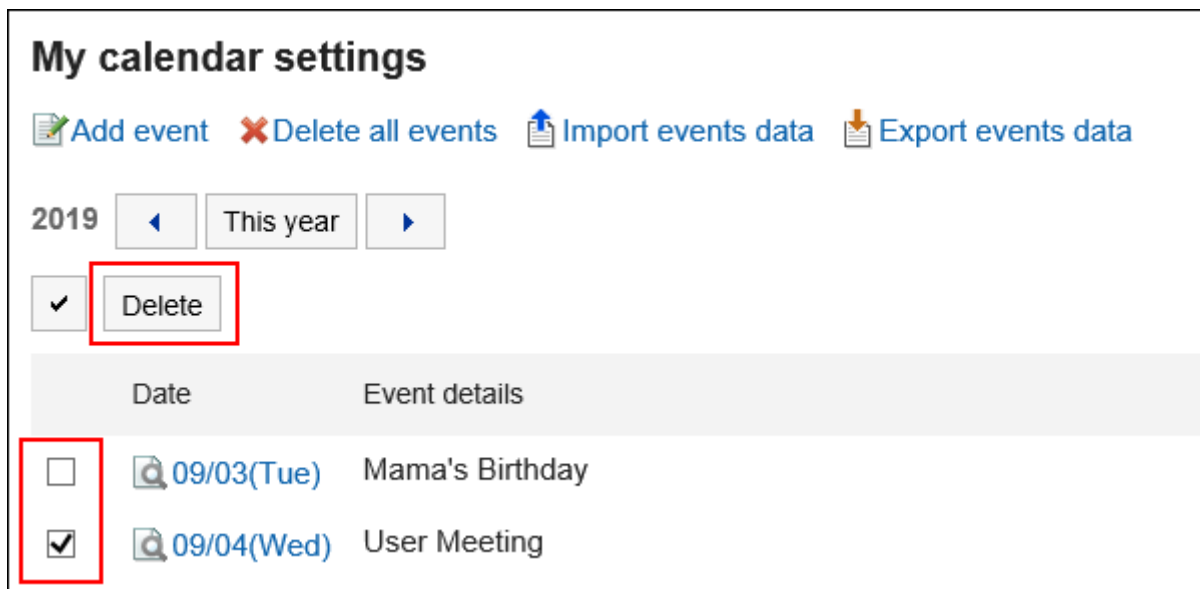 My calendar settings
Add event Delete all events Import events data Export events data
2019 This year
Delete
Date Event details
09/03(Tue) Mama's Birthday
09/04(Wed) User Meeting